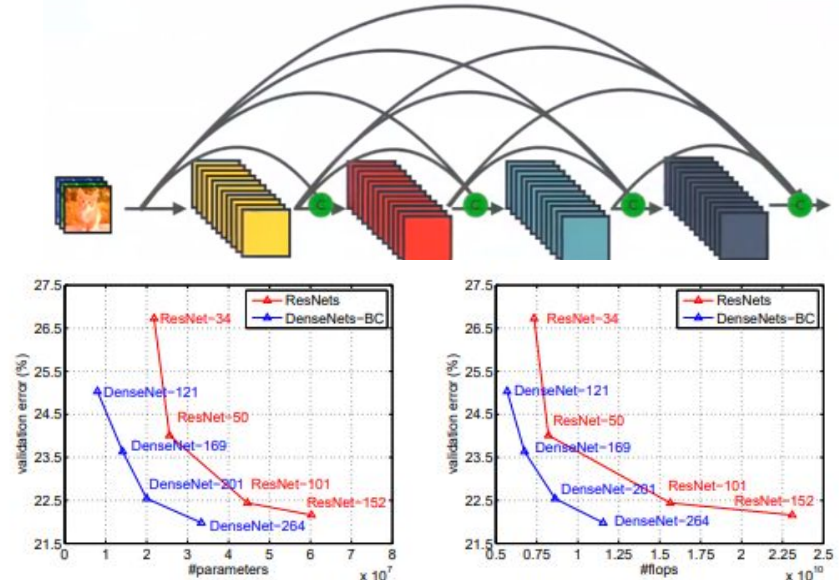 C C C C
27.5
26.5
25.5
24.5
23.5
22.5
21.5
validation error (%)
ResNets
DenseNets−BC
ResNet−34
DenseNet−121
ResNet−50
DenseNet−169
DenseNet−201
ResNet−101
ResNet−152
DenseNet−264
0 1 2 3 4 5 6 7 8
#parameters
x 10^7
27.5
26.5
25.5
24.5
23.5
22.5
21.5
validation error (%)
ResNets
DenseNets−BC
ResNet−34
DenseNet−121
ResNet−50
DenseNet−169
DenseNet−201
ResNet−101
ResNet−152
DenseNet−264
0.5 0.75 1 1.25 1.5 1.75 2 2.25 2.5
#flops
x 10^10